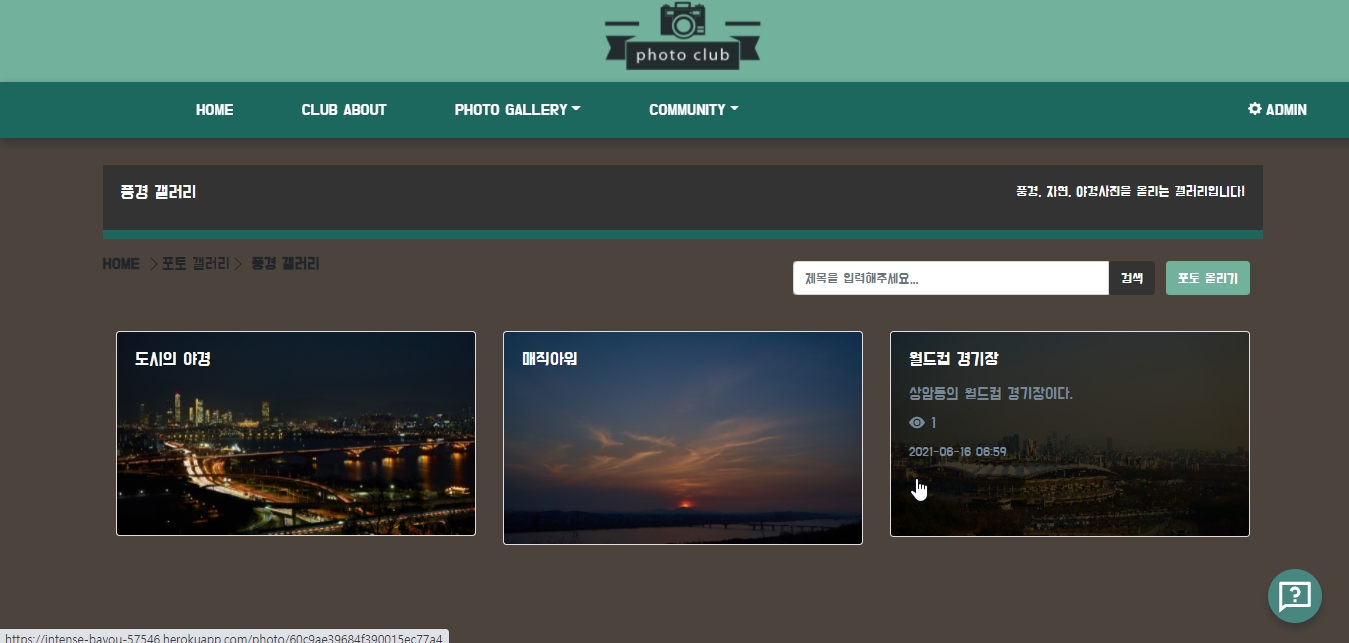 photo club
HOME CLUB ABOUT PHOTO GALLERY COMMUNITY ADMIN
풍경 갤러리 풍경, 자연, 야경사진을 올리는 갤러리입니다!
HOME > 포토 갤러리 > 풍경 갤러리
제목을 입력해주세요... 검색 포토 올리기
도시의 야경 매직아워 월드컵 경기장
상암동의 월드컵 경기장이다.
1
2021-06-16 06:59
https://intense-bayou-57546.herokuapp.com/photo/60c9ae39684f390015ec77a4